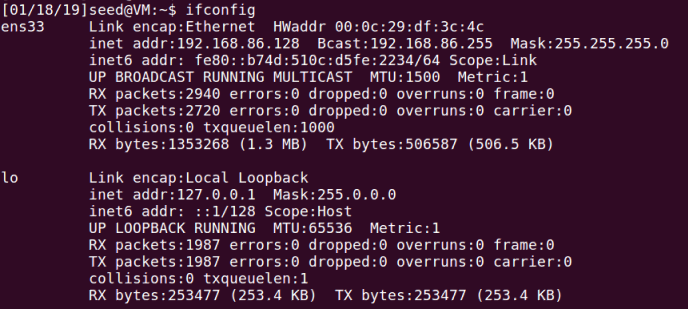 [01/18/19]seed@VM:~$ ifconfig
ens33     Link encap:Ethernet  HWaddr 00:0c:29:df:3c:4c
          inet addr:192.168.86.128  Bcast:192.168.86.255  Mask:255.255.255.0
          inet6 addr: fe80::b74d:510c:d5fe:2234/64 Scope:Link
          UP BROADCAST RUNNING MULTICAST  MTU:1500  Metric:1
          RX packets:2940 errors:0 dropped:0 overruns:0 frame:0
          TX packets:2720 errors:0 dropped:0 overruns:0 carrier:0
          collisions:0 txqueuelen:1000
          RX bytes:1353268 (1.3 MB)  TX bytes:506587 (506.5 KB)

lo        Link encap:Local Loopback
          inet addr:127.0.0.1  Mask:255.0.0.0
          inet6 addr: ::1/128 Scope:Host
          UP LOOPBACK RUNNING  MTU:65536  Metric:1
          RX packets:1987 errors:0 dropped:0 overruns:0 frame:0
          TX packets:1987 errors:0 dropped:0 overruns:0 carrier:0
          collisions:0 txqueuelen:1
          RX bytes:253477 (253.4 KB)  TX bytes:253477 (253.4 KB)